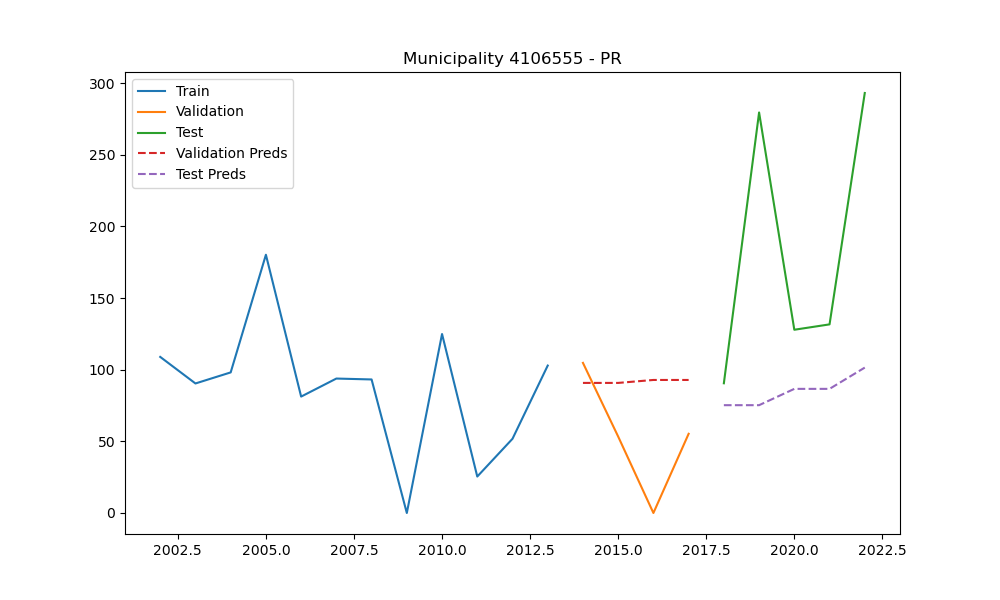 Municipality 4106555 - PR
Train
Validation
Test
Validation Preds
Test Preds
300
250
200
150
100
50
0
2002.5 2005.0 2007.5 2010.0 2012.5 2015.0 2017.5 2020.0 2022.5